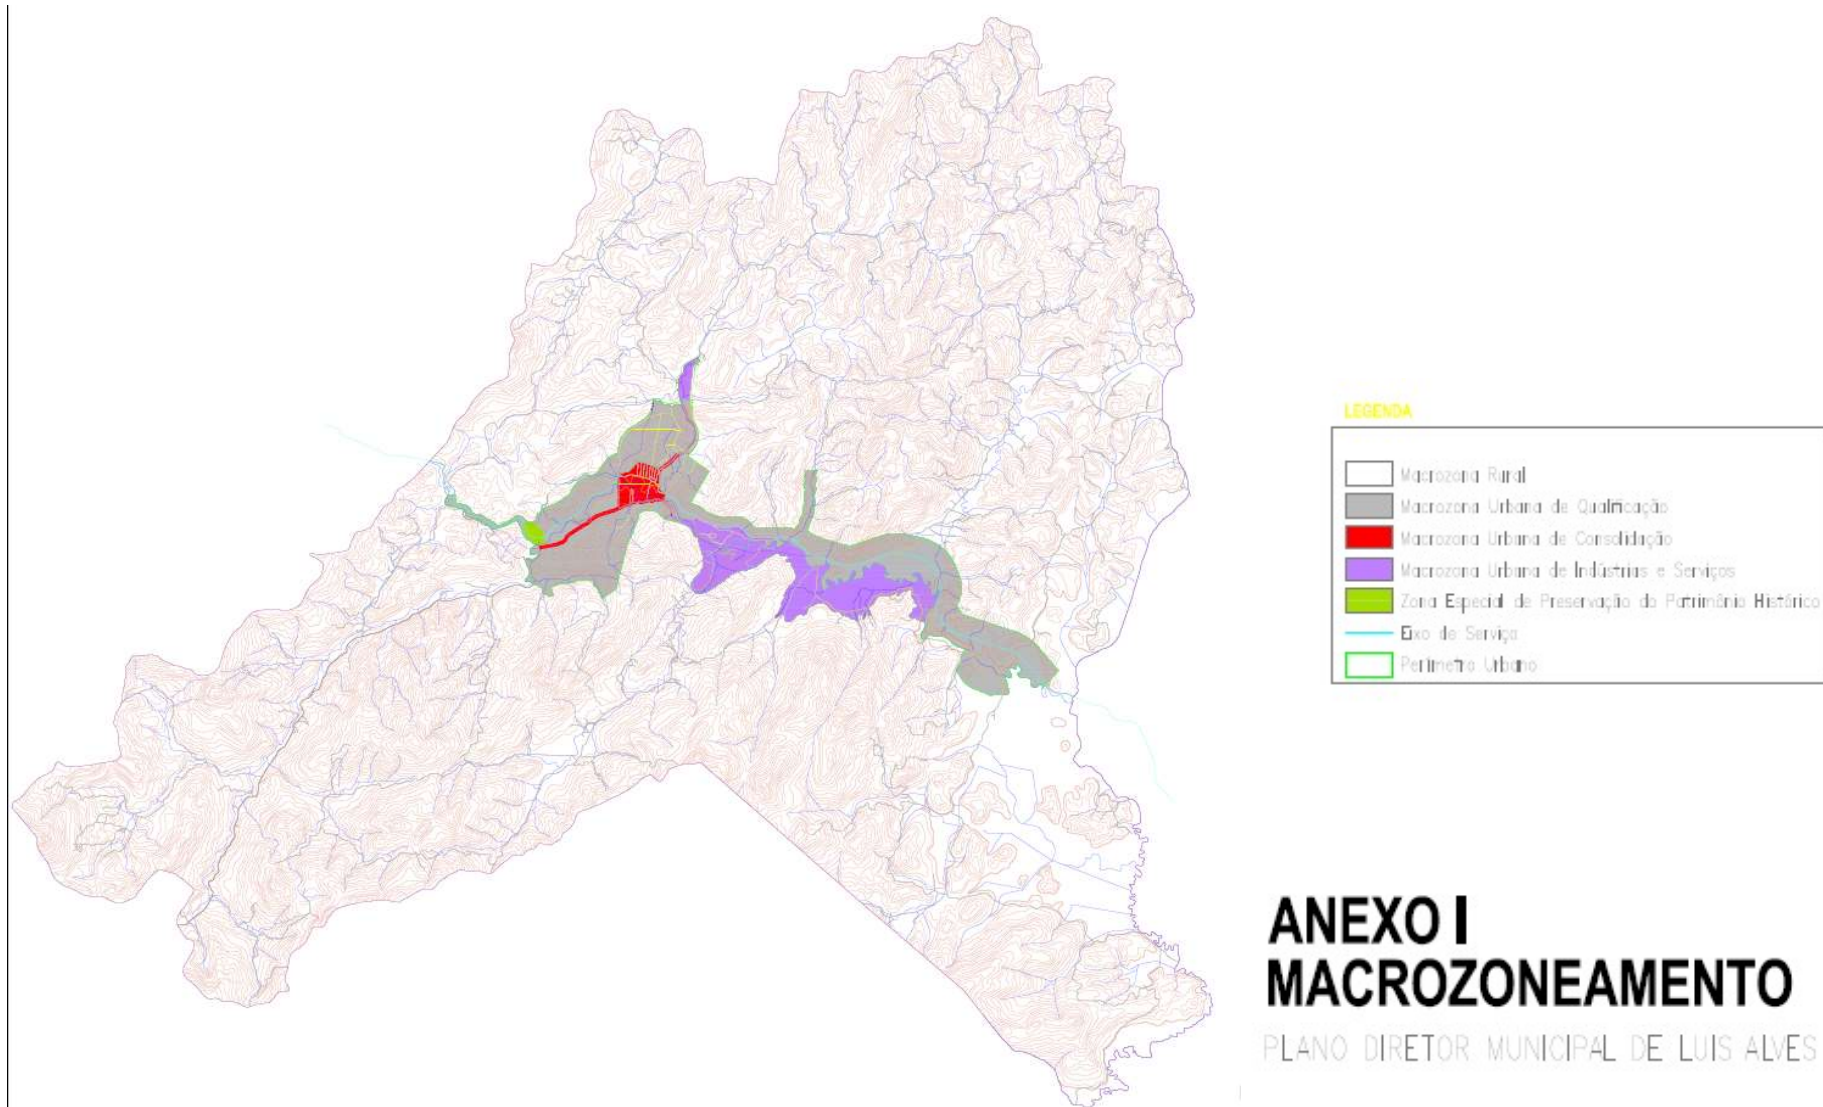 LEGENDA
Macrozona Rural
Macrozona Urbana de Qualificação
Macrozona Urbana de Consolidação
Macrozona Urbana de Indústrias e Serviços
Zona Especial de Preservação do Patrimônio Histórico
Eixo de Serviço
Perímetro Urbano
ANEXO I
MACROZONEAMENTO
PLANO DIRETOR MUNICIPAL DE LUIS ALVES